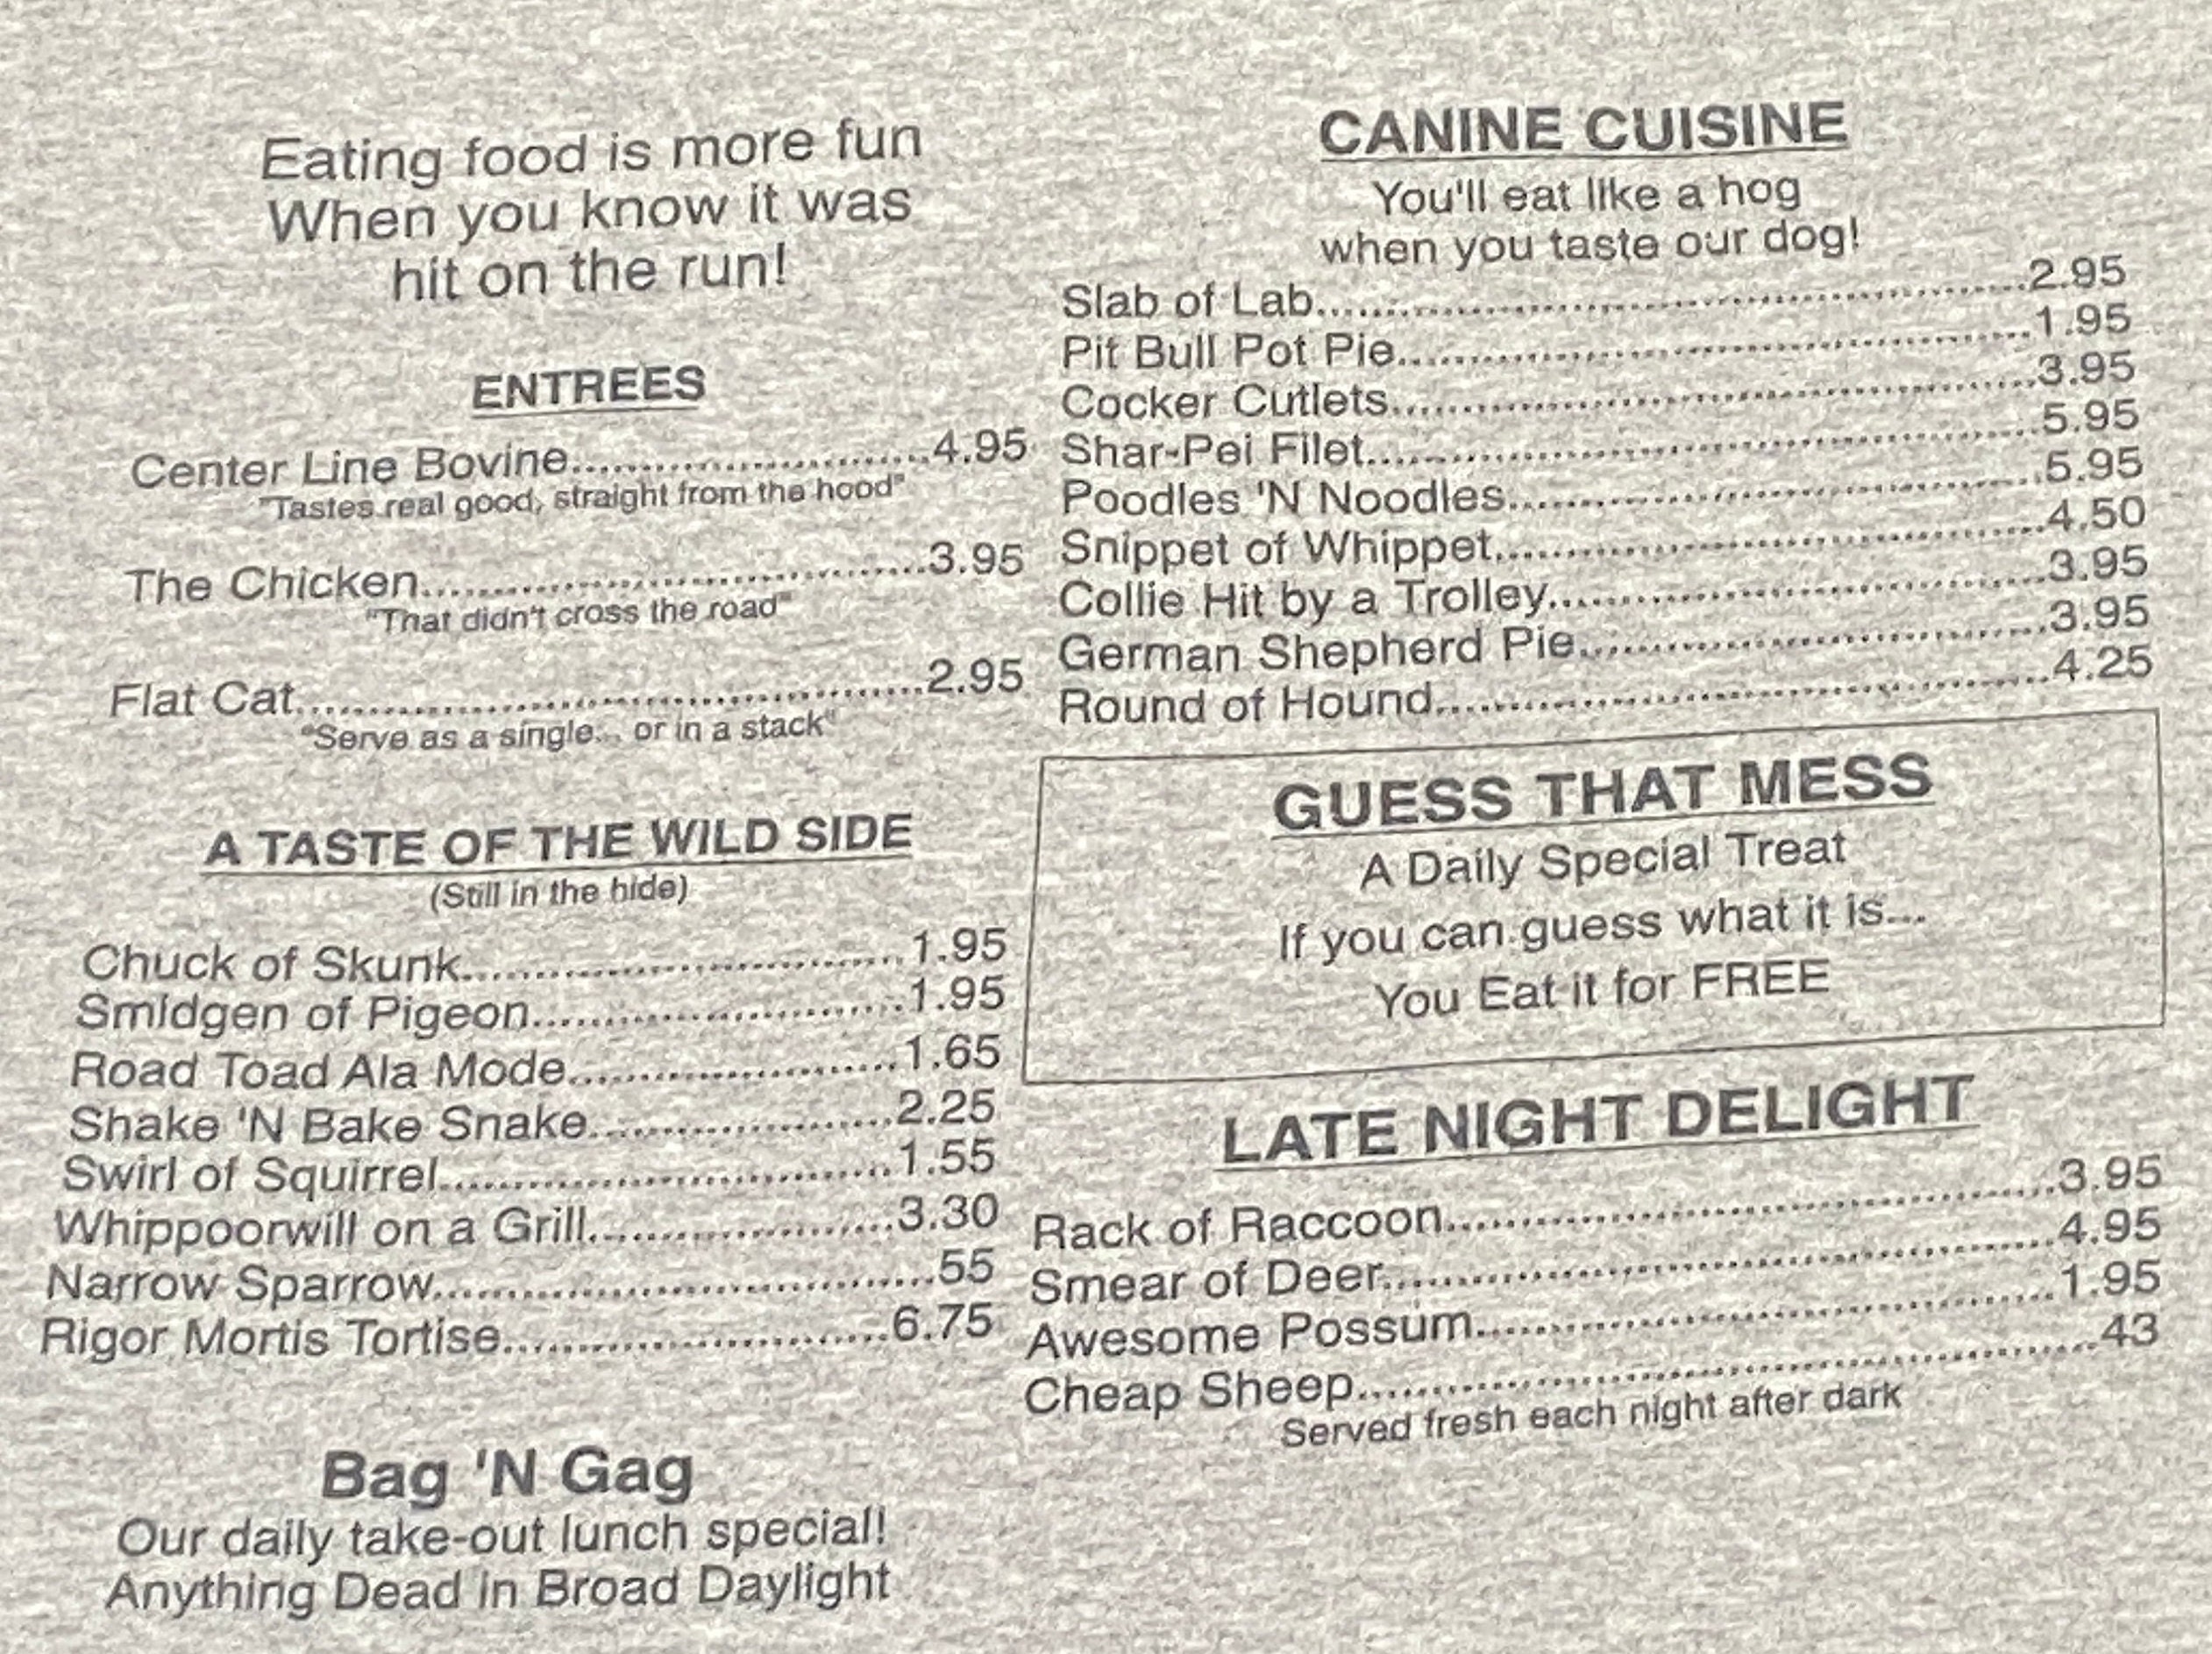 Eating food is more fun
When you know it was
hit on the run!
ENTREES
Center Line Bovine..............................4.95
"Tastes real good, straight from the hood"
The Chicken..........................................3.95
"That didn't cross the road"
Flat Cat....................................................2.95
"Serve as a single... or in a stack"
A TASTE OF THE WILD SIDE
(Still in the hide)
Chuck of Skunk.....................................1.95
Smidgen of Pigeon...............................1.95
Road Toad Ala Mode...........................1.65
Shake 'N Bake Snake.........................2.25
Swirl of Squirrel.....................................1.55
Whippoorwill on a Grill.........................3.30
Narrow Sparrow.........................................55
Rigor Mortis Tortise...............................6.75
Bag 'N Gag
Our daily take-out lunch special!
Anything Dead in Broad Daylight
CANINE CUISINE
You'll eat like a hog
when you taste our dog!
Slab of Lab.........................................................2.95
Pit Bull Pot Pie..................................................1.95
Cocker Cutlets...................................................3.95
Shar-Pei Filet.....................................................5.95
Poodles 'N Noodles..........................................5.95
Snippet of Whippet...........................................4.50
Collie Hit by a Trolley.......................................3.95
German Shepherd Pie.....................................3.95
Round of Hound................................................4.25
GUESS THAT MESS
A Daily Special Treat
If you can guess what it is...
You Eat it for FREE
LATE NIGHT DELIGHT
Rack of Raccoon...............................................3.95
Smear of Deer...................................................4.95
Awesome Possum............................................1.95
Cheap Sheep.........................................................43
Served fresh each night after dark